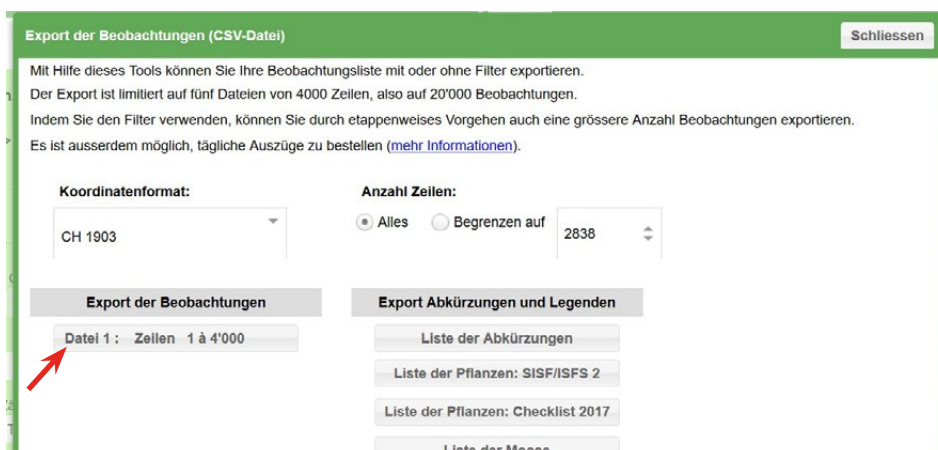 Export der Beobachtungen (CSV-Datei)
Schliessen
Mit Hilfe dieses Tools können Sie Ihre Beobachtungsliste mit oder ohne Filter exportieren.
Der Export ist limitiert auf fünf Dateien von 4000 Zeilen, also auf 20'000 Beobachtungen.
Indem Sie den Filter verwenden, können Sie durch etappenweises Vorgehen auch eine grössere Anzahl Beobachtungen exportieren.
Es ist ausserdem möglich, tägliche Auszüge zu bestellen (mehr Informationen).
Koordinatenformat:
Anzahl Zeilen:
CH 1903
Alles
Begrenzen auf
2838
Export der Beobachtungen
Export Abkürzungen und Legenden
Datei 1 : Zeilen 1 à 4'000
Liste der Abkürzungen
Liste der Pflanzen: SISF/ISFS 2
Liste der Pflanzen: Checklist 2017
Liste der Moose